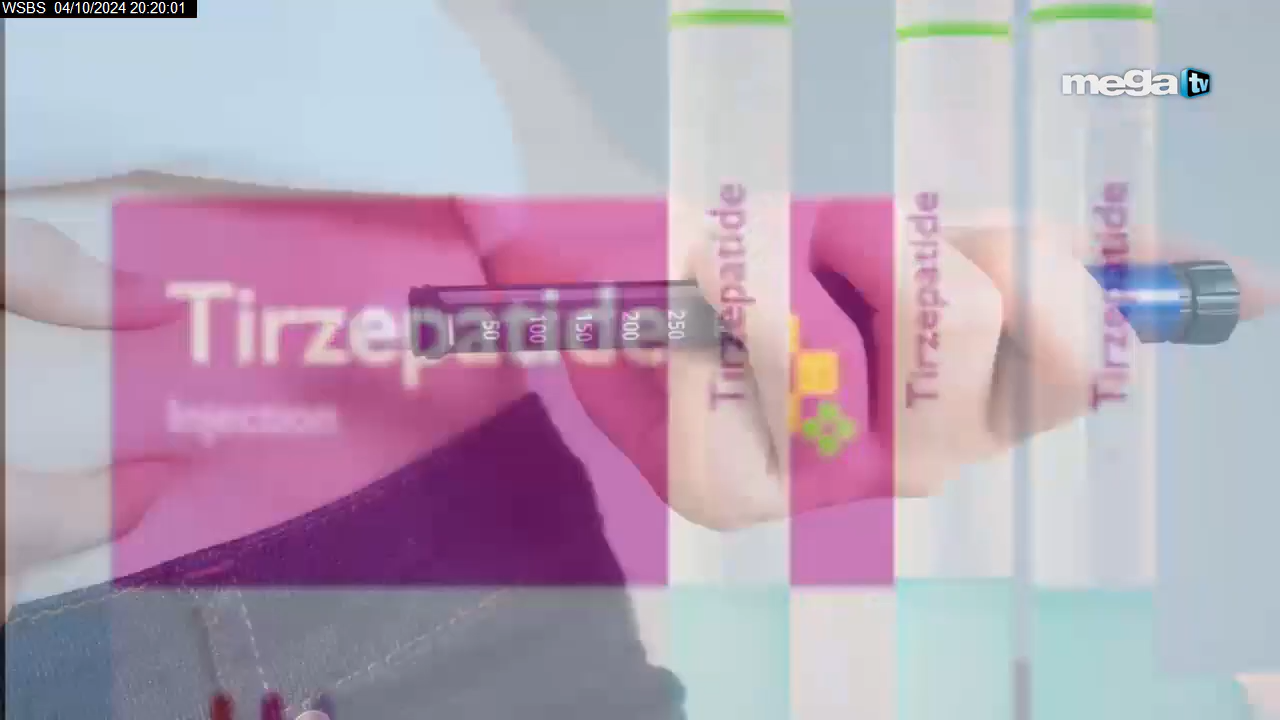 WSBS 04/10/2024 20:20:01
mega tv
Tirzepatide
Injection
50 100 150 200 250
Tirzepatide
Tirzepatide
Tirzepatide